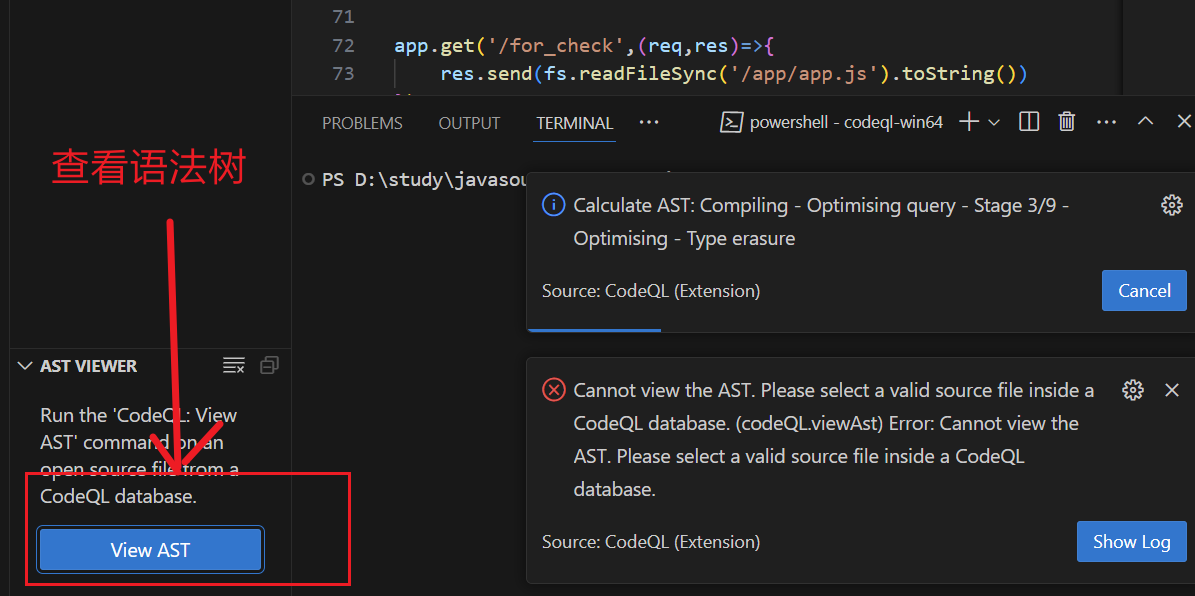 71
72 app.get('/for_check',(req,res)=>{
73 res.send(fs.readFileSync('/app/app.js').toString())
PROBLEMS OUTPUT TERMINAL ··· powershell - codeql-win64
查看语法树
PS D:\study\javasou
Calculate AST: Compiling - Optimising query - Stage 3/9 -
Optimising - Type erasure
Source: CodeQL (Extension)
Cancel
AST VIEWER
Run the 'CodeQL: View
AST' command on an
open source file from a
CodeQL database.
View AST
Cannot view the AST. Please select a valid source file inside a
CodeQL database. (codeQL.viewAst) Error: Cannot view the
AST. Please select a valid source file inside a CodeQL
database.
Source: CodeQL (Extension)
Show Log